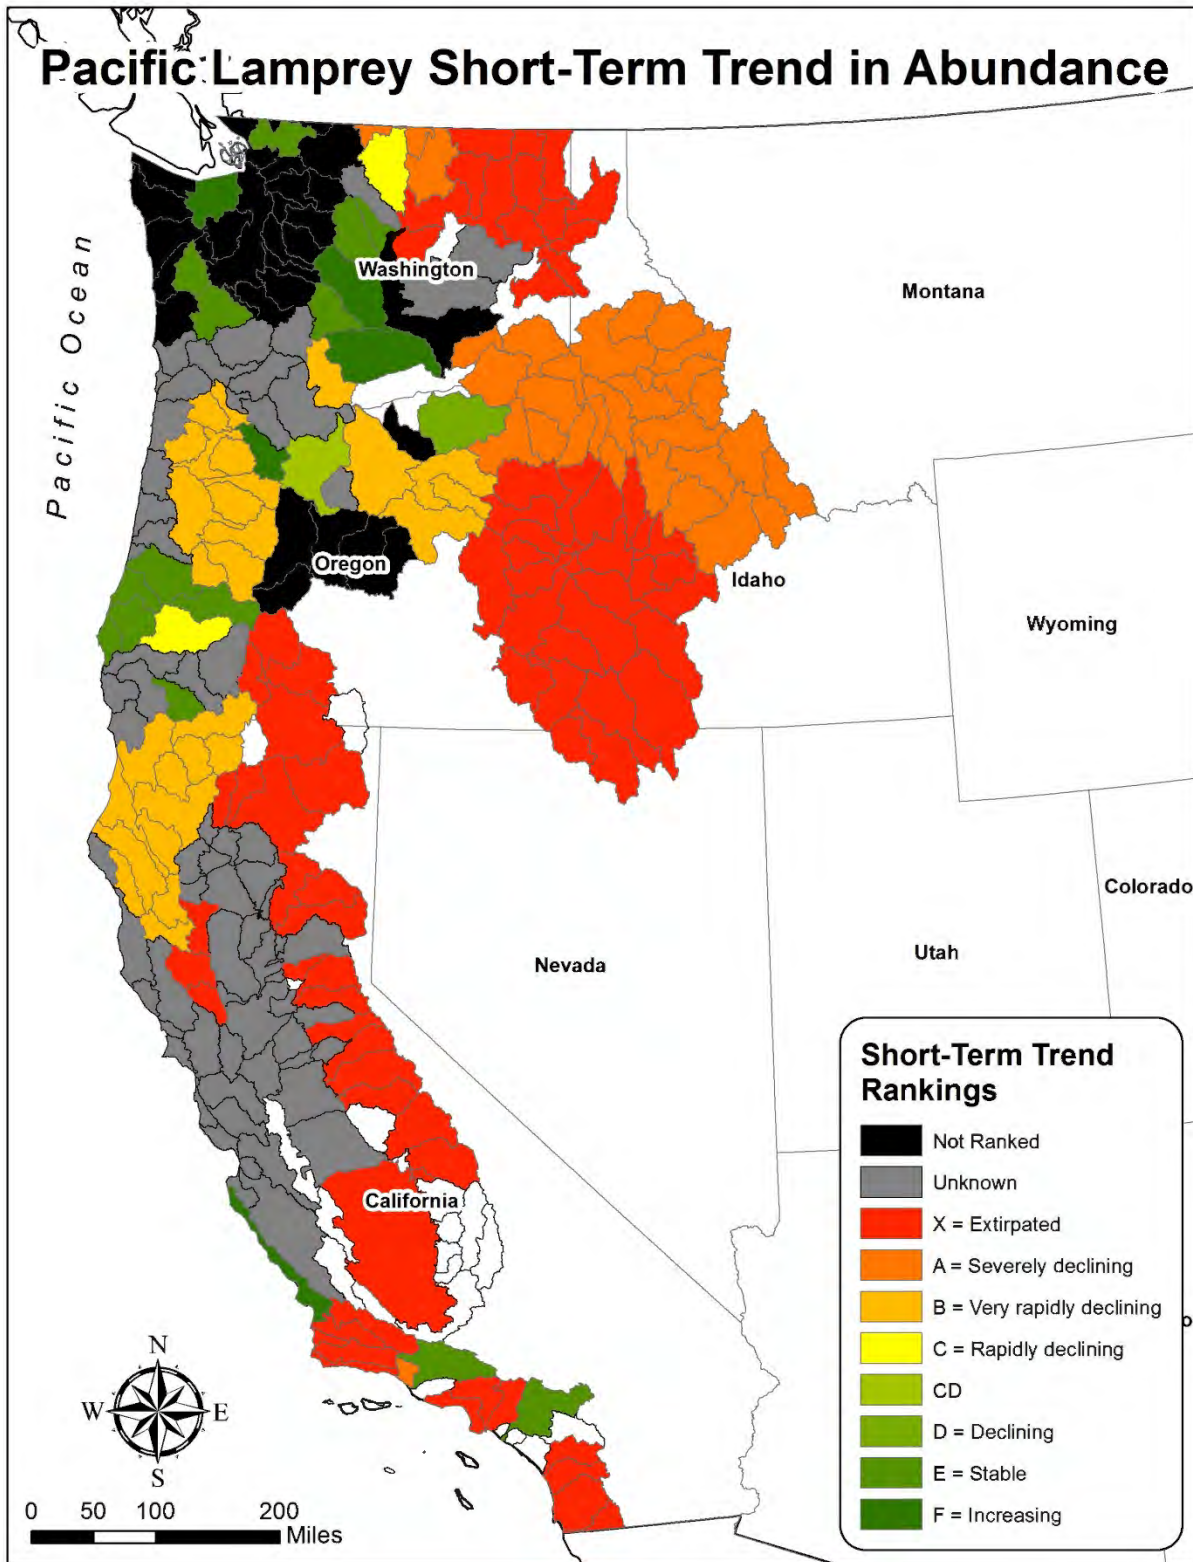 Pacific Lamprey Short-Term Trend in Abundance
Pacific Ocean
Washington
Montana
Oregon
Idaho
Wyoming
Colorado
Nevada
Utah
California
Short-Term Trend
Rankings
Not Ranked
Unknown
X = Extirpated
A = Severely declining
B = Very rapidly declining
C = Rapidly declining
CD
D = Declining
E = Stable
F = Increasing
N
W E
S
0 50 100 200
Miles